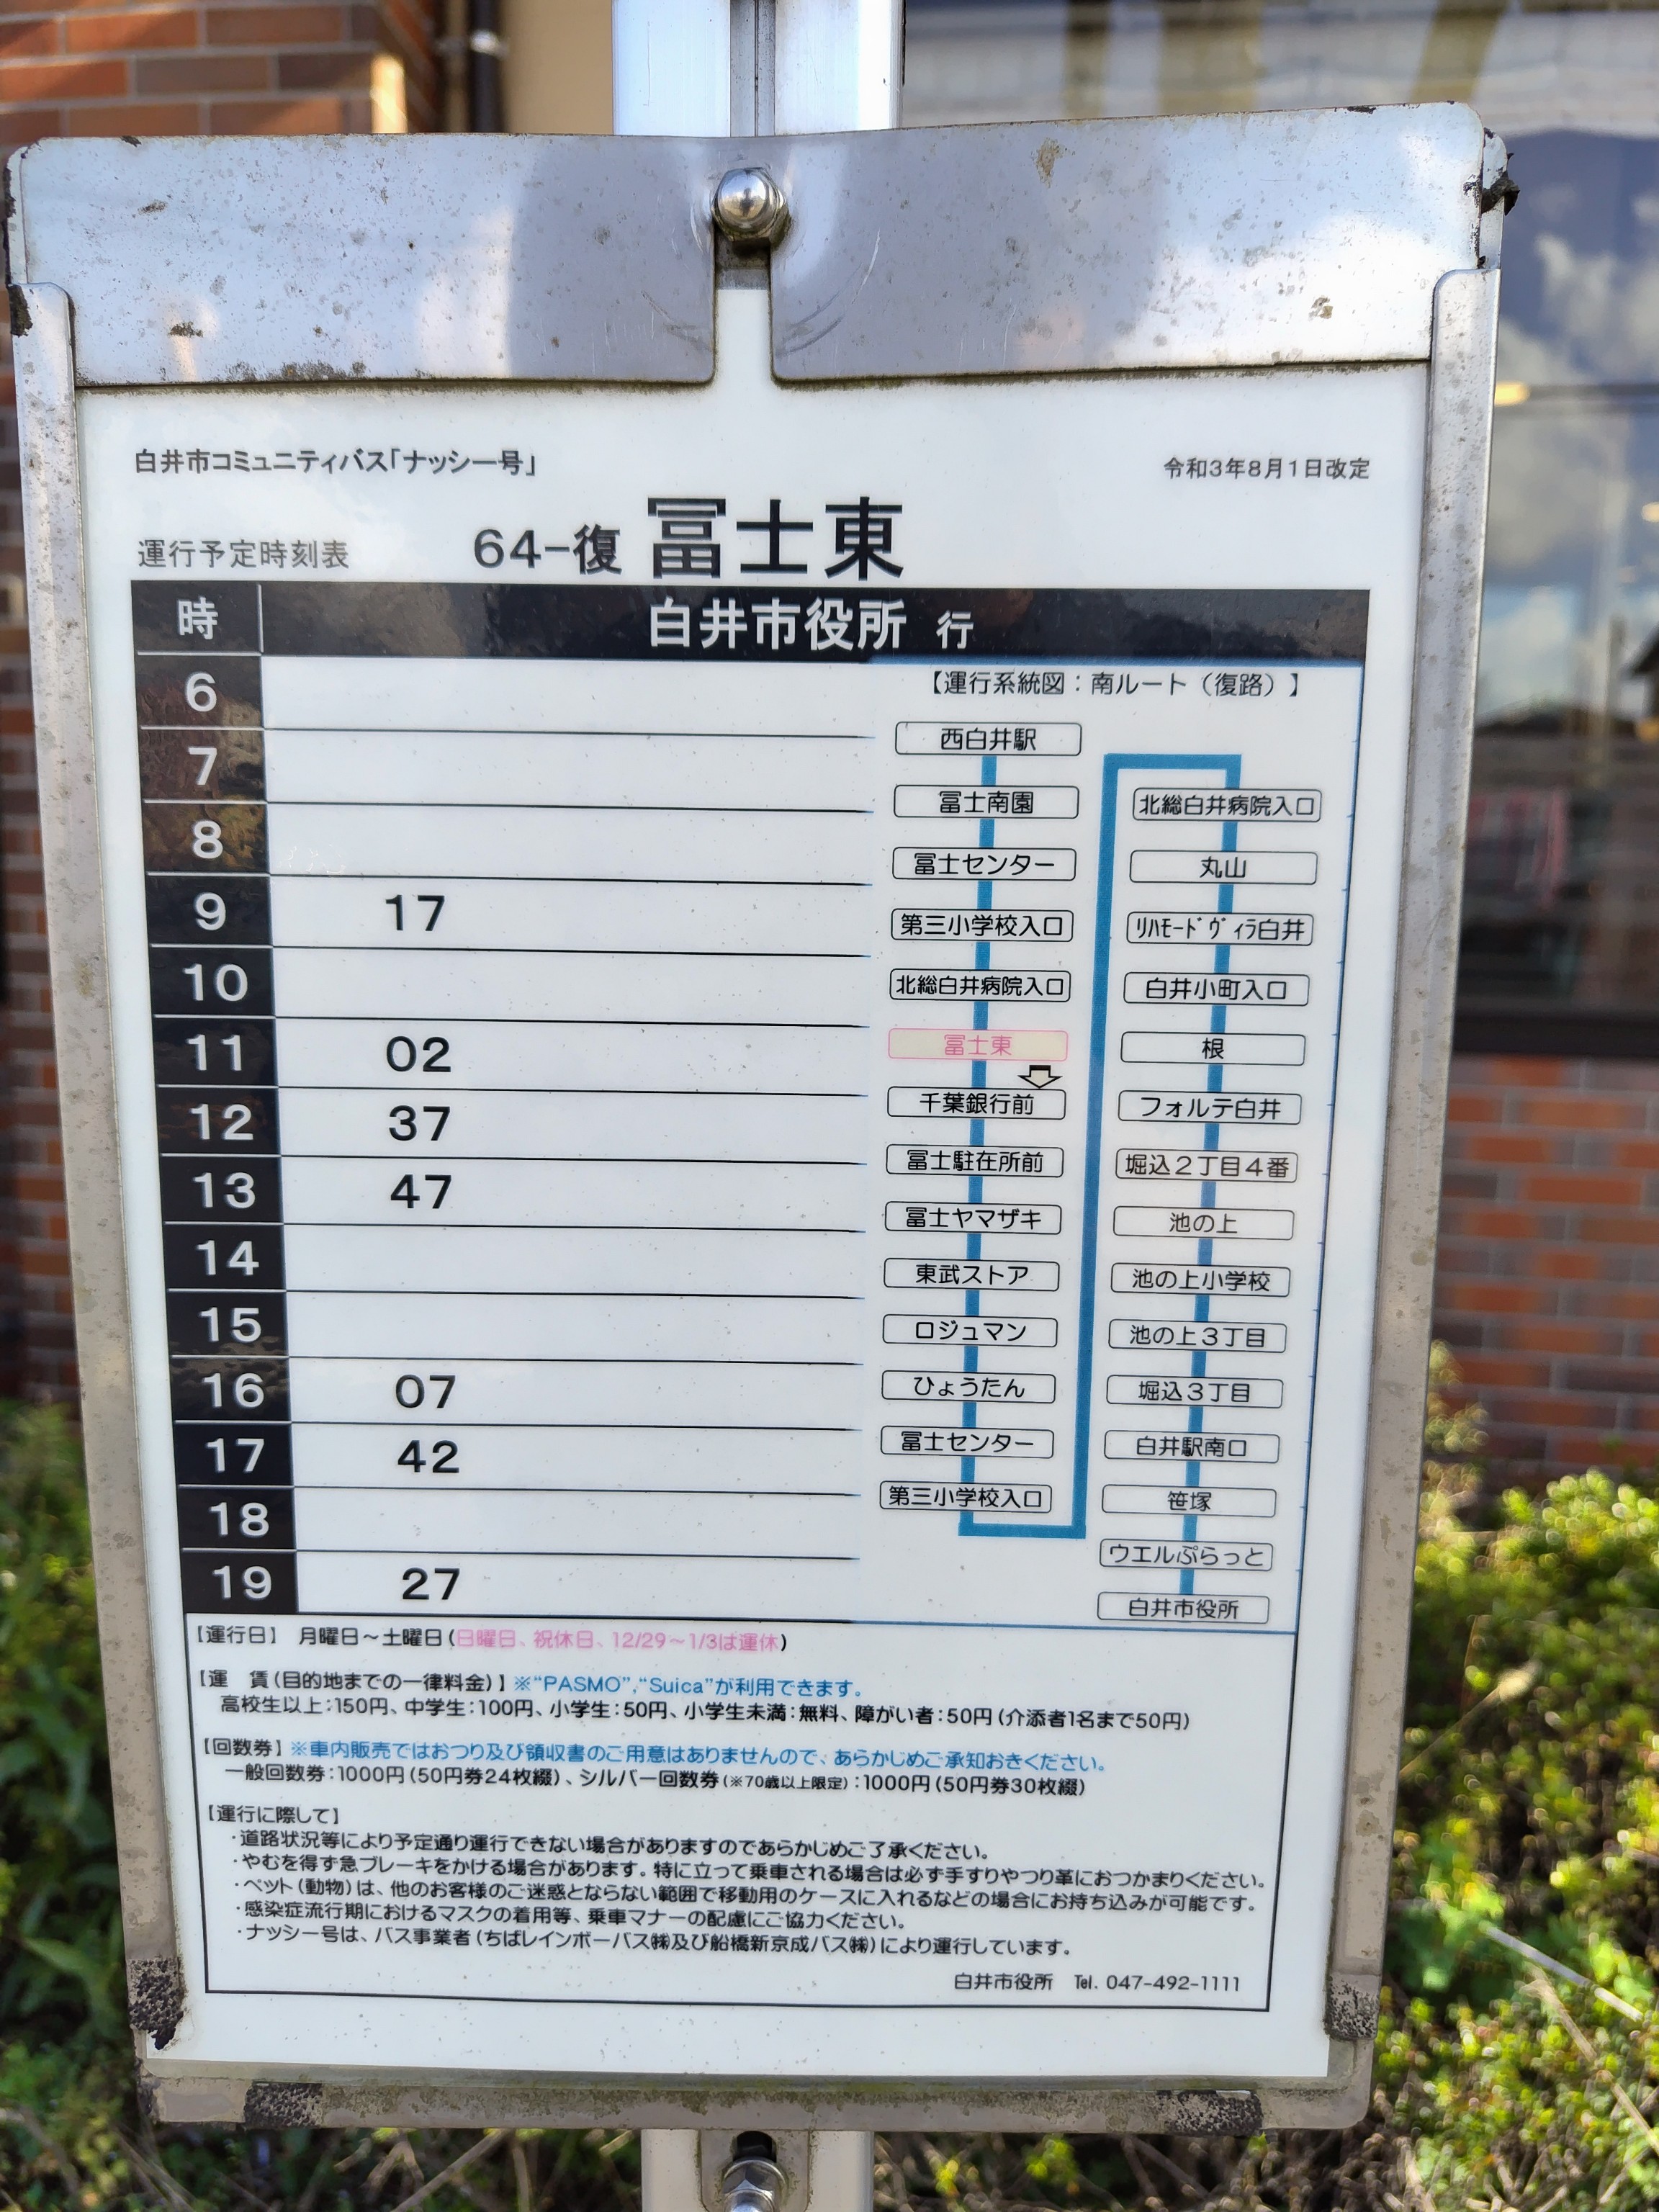 白井市コミュニティバス「ナッシー号」
令和3年8月1日改定
運行予定時刻表
64-復 冨士東
時 白井市役所 行
6
7
8
9 17
10
11 02
12 37
13 47
14
15
16 07
17 42
18
19 27
【運行系統図：南ルート（復路）】
西白井駅
冨士南園
冨士センター
第三小学校入口
北総白井病院入口
冨士東
千葉銀行前
冨士駐在所前
冨士ヤマザキ
東武ストア
ロジュマン
ひょうたん
冨士センター
第三小学校入口
北総白井病院入口
丸山
ﾘﾊﾓｰﾄﾞｳﾞｨﾗ白井
白井小町入口
根
フォルテ白井
堀込２丁目４番
池の上
池の上小学校
池の上３丁目
堀込３丁目
白井駅南口
笹塚
ウエルぷらっと
白井市役所
【運行日】 月曜日～土曜日（日曜日、祝休日、12/29～1/3は運休）
【運　賃（目的地までの一律料金）】※“PASMO”,“Suica”が利用できます。
高校生以上：150円、中学生：100円、小学生：50円、小学生未満：無料、障がい者：50円（介添者1名まで50円）
【回数券】※車内販売ではおつり及び領収書のご用意はありませんので、あらかじめご承知おきください。
一般回数券：1000円（50円券24枚綴）、シルバー回数券（※70歳以上限定）：1000円（50円券30枚綴）
【運行に際して】
・道路状況等により予定通り運行できない場合がありますのであらかじめご了承ください。
・やむを得ず急ブレーキをかける場合があります。特に立って乗車される場合は必ず手すりやつり革におつかまりください。
・ペット（動物）は、他のお客様のご迷惑とならない範囲で移動用のケースに入れるなどの場合にお持ち込みが可能です。
・感染症流行期におけるマスクの着用等、乗車マナーの配慮にご協力ください。
・ナッシー号は、バス事業者（ちばレインボーバス㈱及び船橋新京成バス㈱）により運行しています。
白井市役所　Tel. 047-492-1111